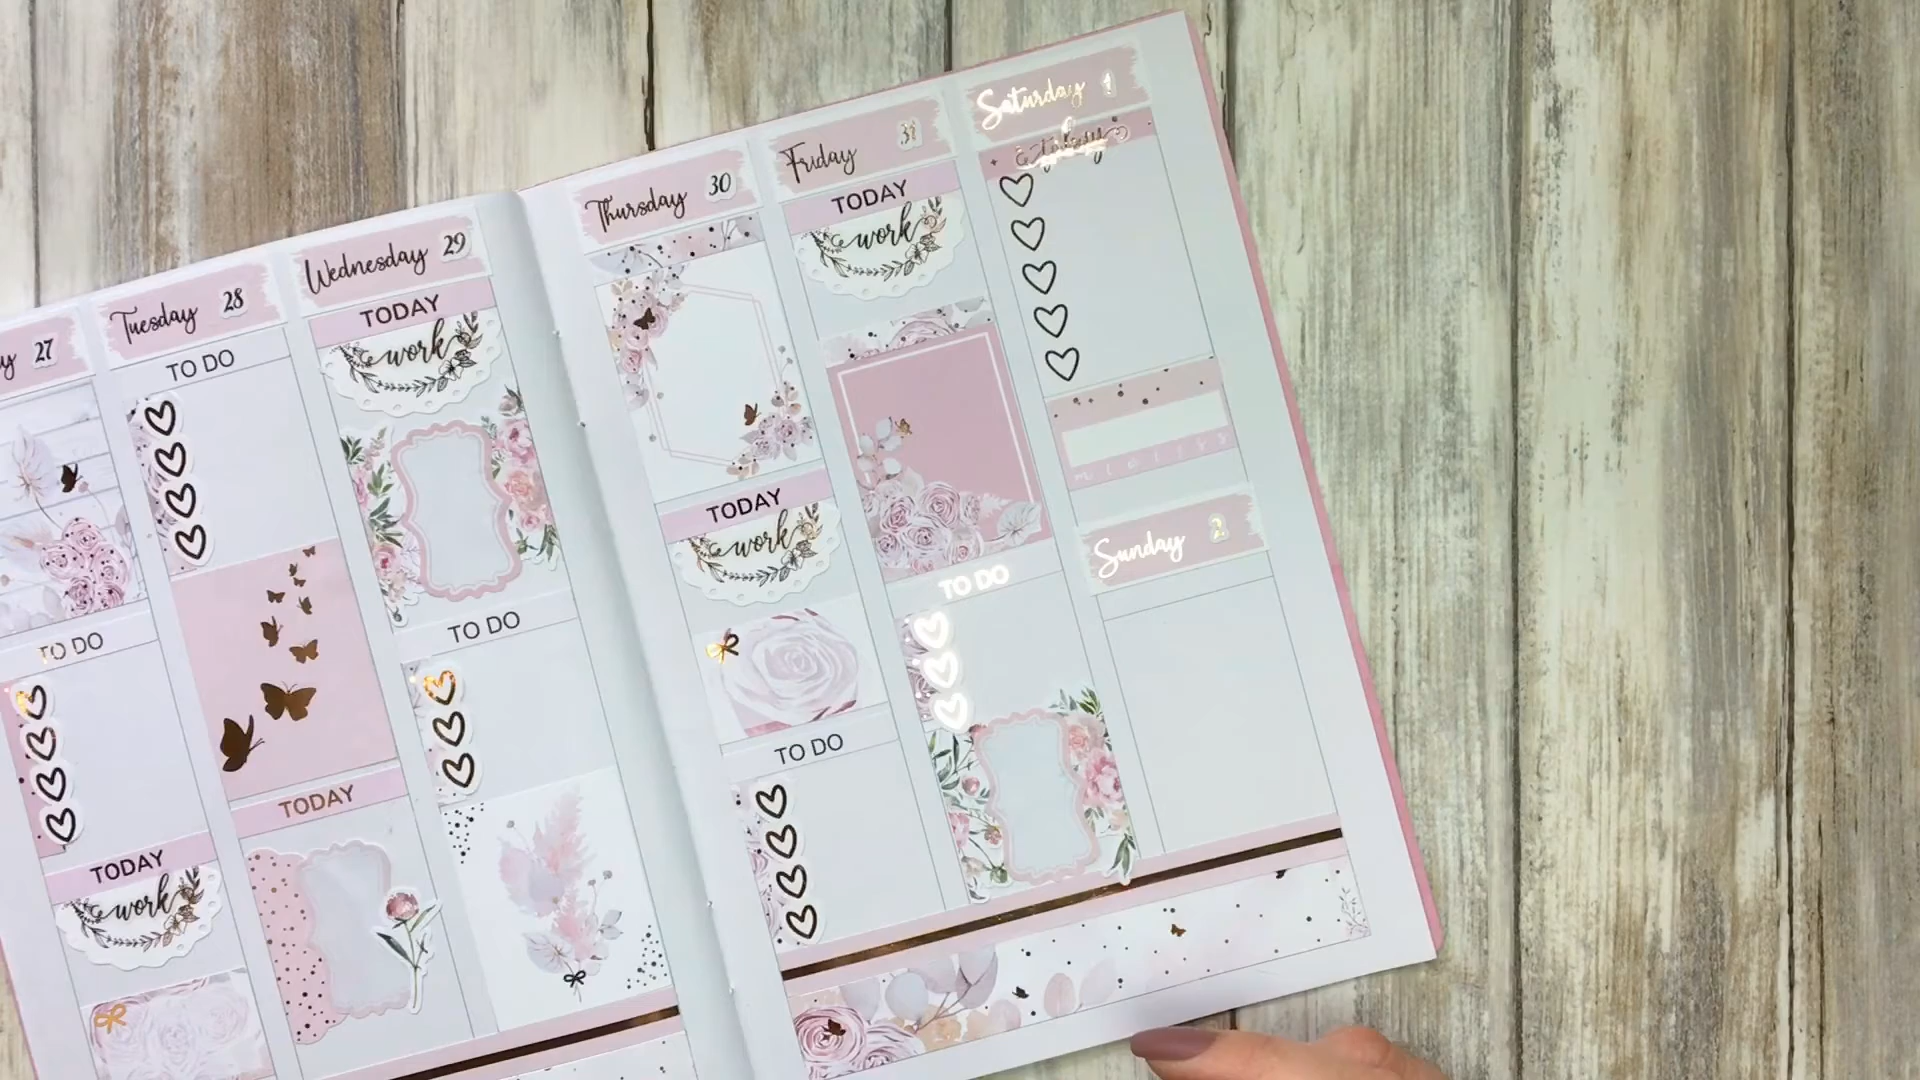 27
TO DO
TODAY
work
Tuesday 28
TO DO
TODAY
Wednesday 29
TODAY
work
TO DO
Thursday 30
TODAY
work
TO DO
Friday 31
TODAY
work
TO DO
Saturday 1
Sunday 2